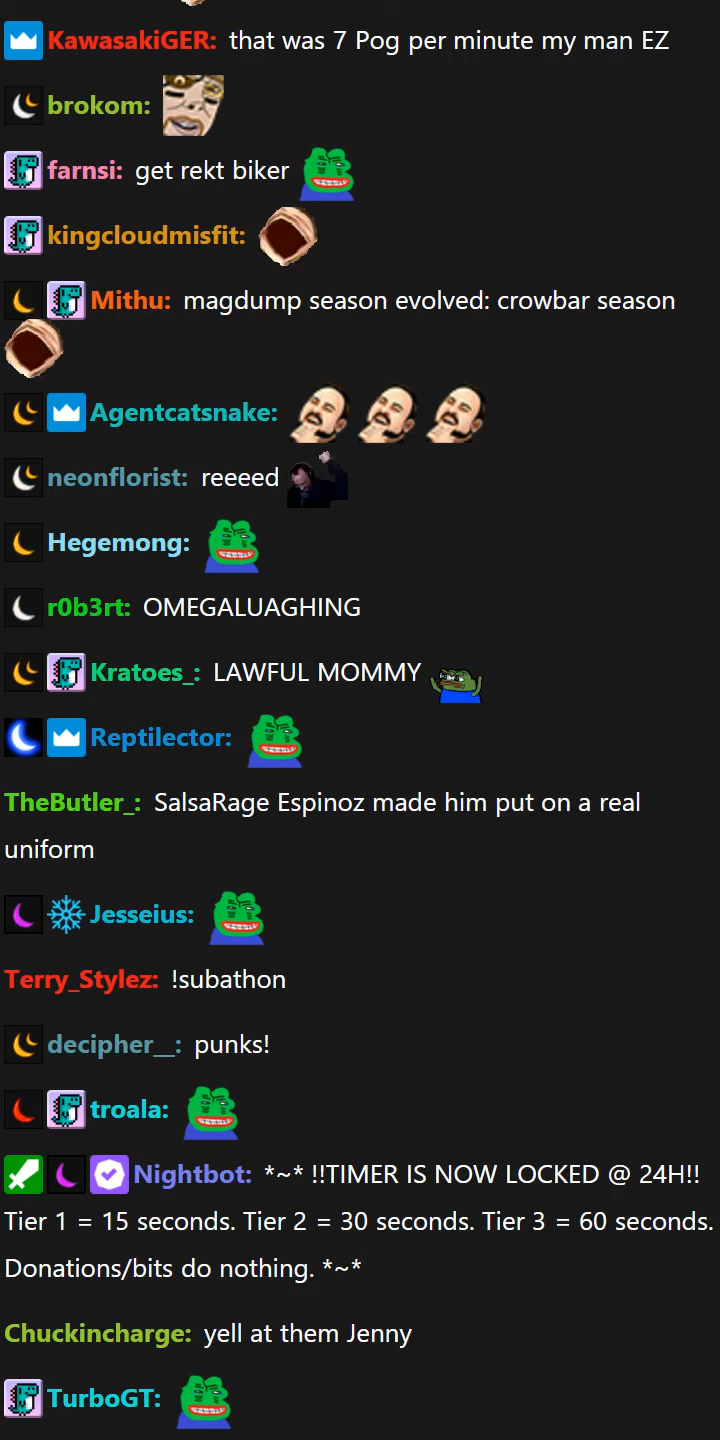 KawasakiGER: that was 7 Pog per minute my man EZ
brokom:
farnsi: get rekt biker
kingcloudmisfit:
Mithu: magdump season evolved: crowbar season
Agentcatsnake:
neonflorist: reeeed
Hegemong:
r0b3rt: OMEGALUAGHING
Kratoes_: LAWFUL MOMMY
Reptilector:
TheButler_: SalsaRage Espinoz made him put on a real
uniform
Jesseius:
Terry_Stylez: !subathon
decipher__: punks!
troala:
Nightbot: *~* !!TIMER IS NOW LOCKED @ 24H!!
Tier 1 = 15 seconds. Tier 2 = 30 seconds. Tier 3 = 60 seconds.
Donations/bits do nothing. *~*
Chuckincharge: yell at them Jenny
TurboGT: